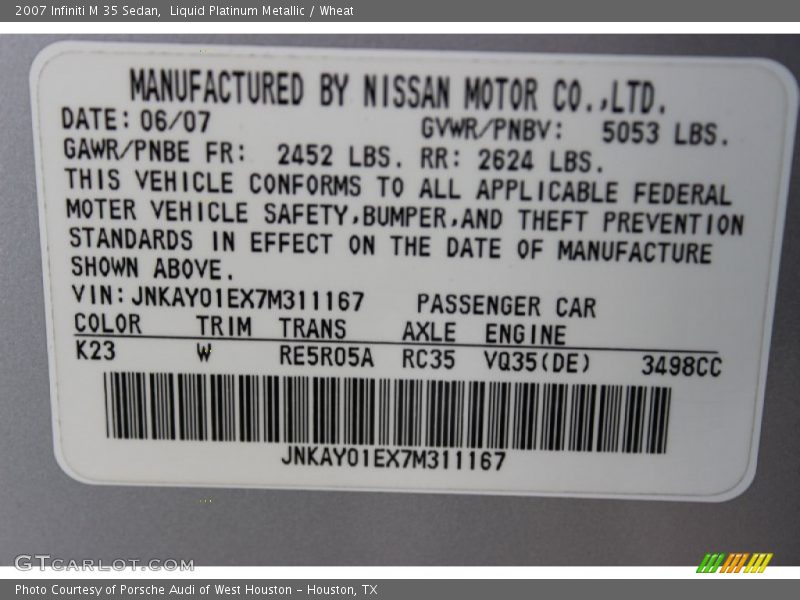 2007 Infiniti M 35 Sedan, Liquid Platinum Metallic / Wheat
MANUFACTURED BY NISSAN MOTOR CO.,LTD.
DATE: 06/07 GVWR/PNBV: 5053 LBS.
GAWR/PNBE FR: 2452 LBS. RR: 2624 LBS.
THIS VEHICLE CONFORMS TO ALL APPLICABLE FEDERAL
MOTER VEHICLE SAFETY,BUMPER,AND THEFT PREVENTION
STANDARDS IN EFFECT ON THE DATE OF MANUFACTURE
SHOWN ABOVE.
VIN: JNKAY01EX7M311167 PASSENGER CAR
COLOR TRIM TRANS AXLE ENGINE
K23 W RE5R05A RC35 VQ35(DE) 3498CC
JNKAY01EX7M311167
GTCARLOT.COM
Photo Courtesy of Porsche Audi of West Houston - Houston, TX